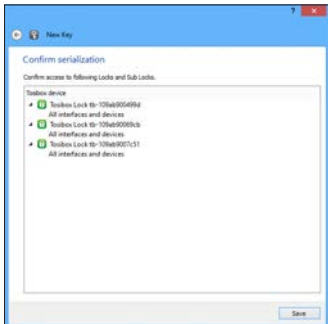 ?
New Key
Confirm serialization
Confirm access to following Locks and Sub Locks.
Toolbox device
Tosibox Lock tb-109ab900499d
All interfaces and devices
Tosibox Lock tb-109ab90069cb
All interfaces and devices
Tosibox Lock tb-109ab9007c51
All interfaces and devices
Save